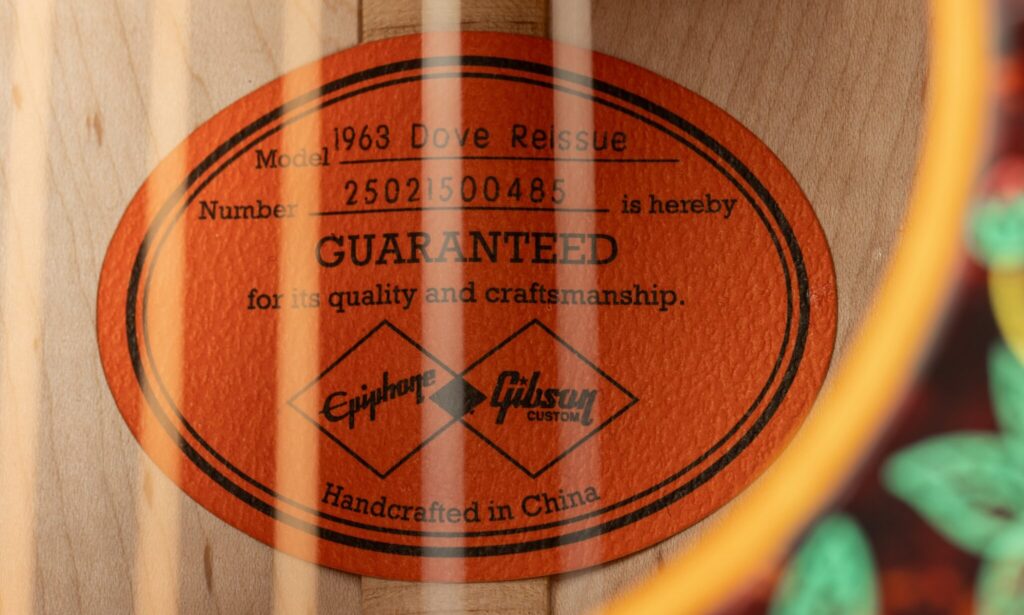 Model 1963 Dove Reissue
Number 25021500485 is hereby
GUARANTEED
for its quality and craftsmanship.
Epiphone
Gibson
CUSTOM
Handcrafted in China